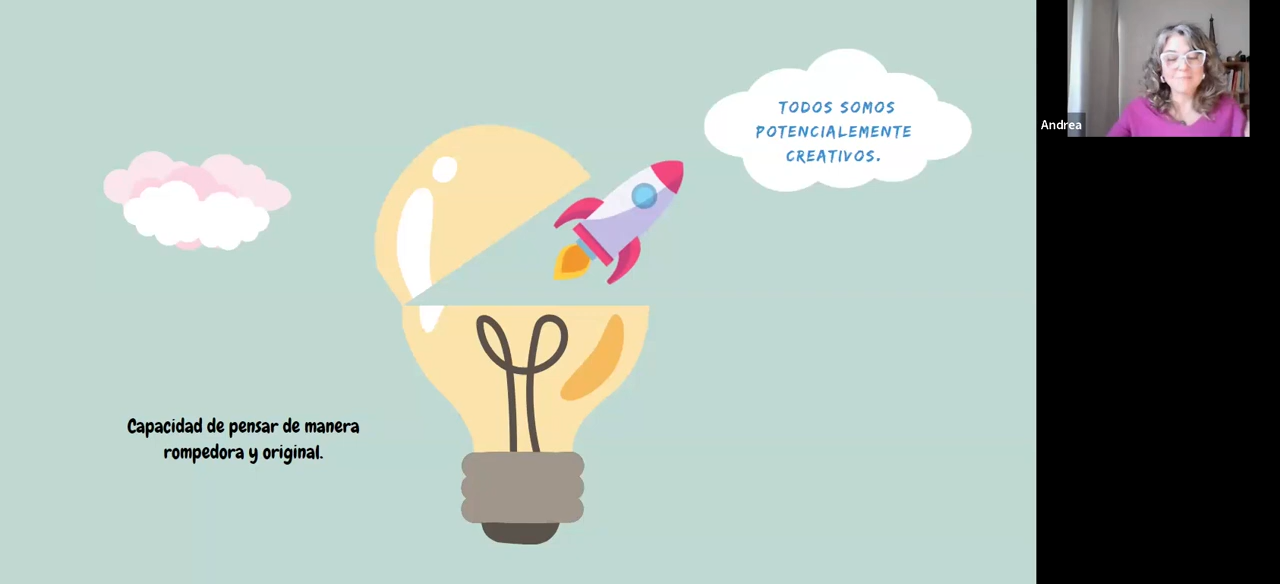 TODOS SOMOS
POTENCIALEMENTE
CREATIVOS.
Andrea
Capacidad de pensar de manera
rompedora y original.